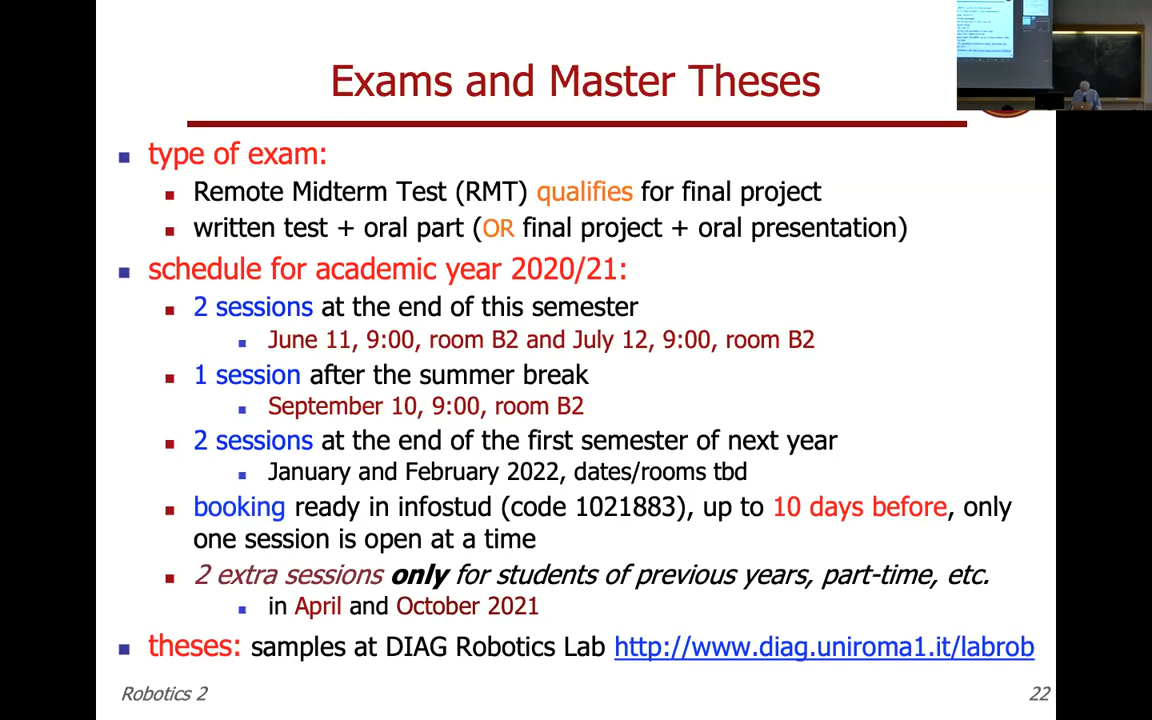 Exams and Master Theses
type of exam:
Remote Midterm Test (RMT) qualifies for final project
written test + oral part (OR final project + oral presentation)
schedule for academic year 2020/21:
2 sessions at the end of this semester
June 11, 9:00, room B2 and July 12, 9:00, room B2
1 session after the summer break
September 10, 9:00, room B2
2 sessions at the end of the first semester of next year
January and February 2022, dates/rooms tbd
booking ready in infostud (code 1021883), up to 10 days before, only
one session is open at a time
2 extra sessions only for students of previous years, part-time, etc.
in April and October 2021
theses: samples at DIAG Robotics Lab http://www.diag.uniroma1.it/labrob
Robotics 2
22